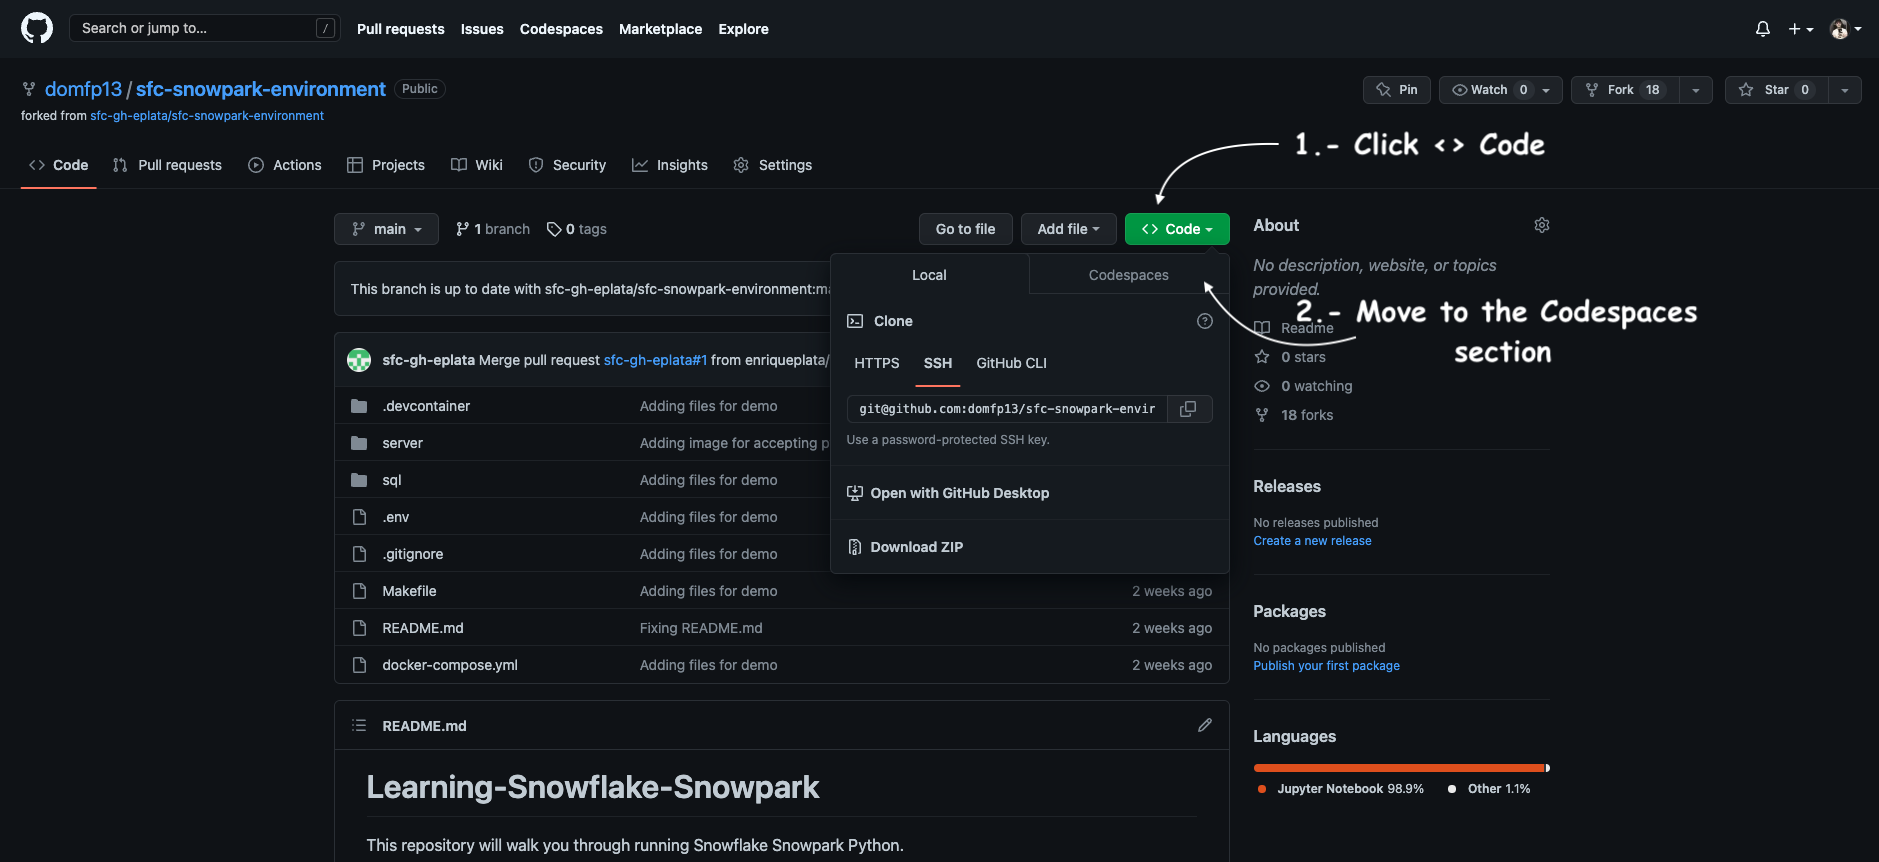 Search or jump to... /
Pull requests Issues Codespaces Marketplace Explore
domfp13 / sfc-snowpark-environment Public
forked from sfc-gh-eplata/sfc-snowpark-environment
Pin Watch 0 Fork 18 Star 0
1.- Click <> Code
Code Pull requests Actions Projects Wiki Security Insights Settings
main 1 branch 0 tags
Go to file Add file <> Code
This branch is up to date with sfc-gh-eplata/sfc-snowpark-environment:ma
Local Codespaces
Clone
HTTPS SSH GitHub CLI
git@github.com:domfp13/sfc-snowpark-envir
Use a password-protected SSH key.
Open with GitHub Desktop
Download ZIP
2.- Move to the Codespaces
section
sfc-gh-eplata Merge pull request sfc-gh-eplata#1 from enriqueplata/
.devcontainer Adding files for demo
server Adding image for accepting p
sql Adding files for demo
.env Adding files for demo
.gitignore Adding files for demo
Makefile Adding files for demo 2 weeks ago
README.md Fixing README.md 2 weeks ago
docker-compose.yml Adding files for demo 2 weeks ago
README.md
Learning-Snowflake-Snowpark
This repository will walk you through running Snowflake Snowpark Python.
About
No description, website, or topics
provided.
Readme
0 stars
0 watching
18 forks
Releases
No releases published
Create a new release
Packages
No packages published
Publish your first package
Languages
Jupyter Notebook 98.9% Other 1.1%